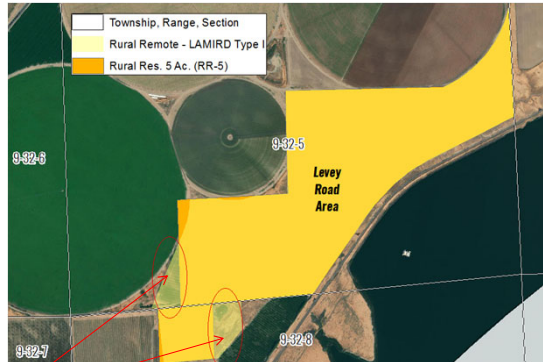 Township, Range, Section
Rural Remote - LAMIRD Type I
Rural Res. 5 Ac. (RR-5)
9-32-6
9-32-5
Levey
Road
Area
9-32-7
9-32-8